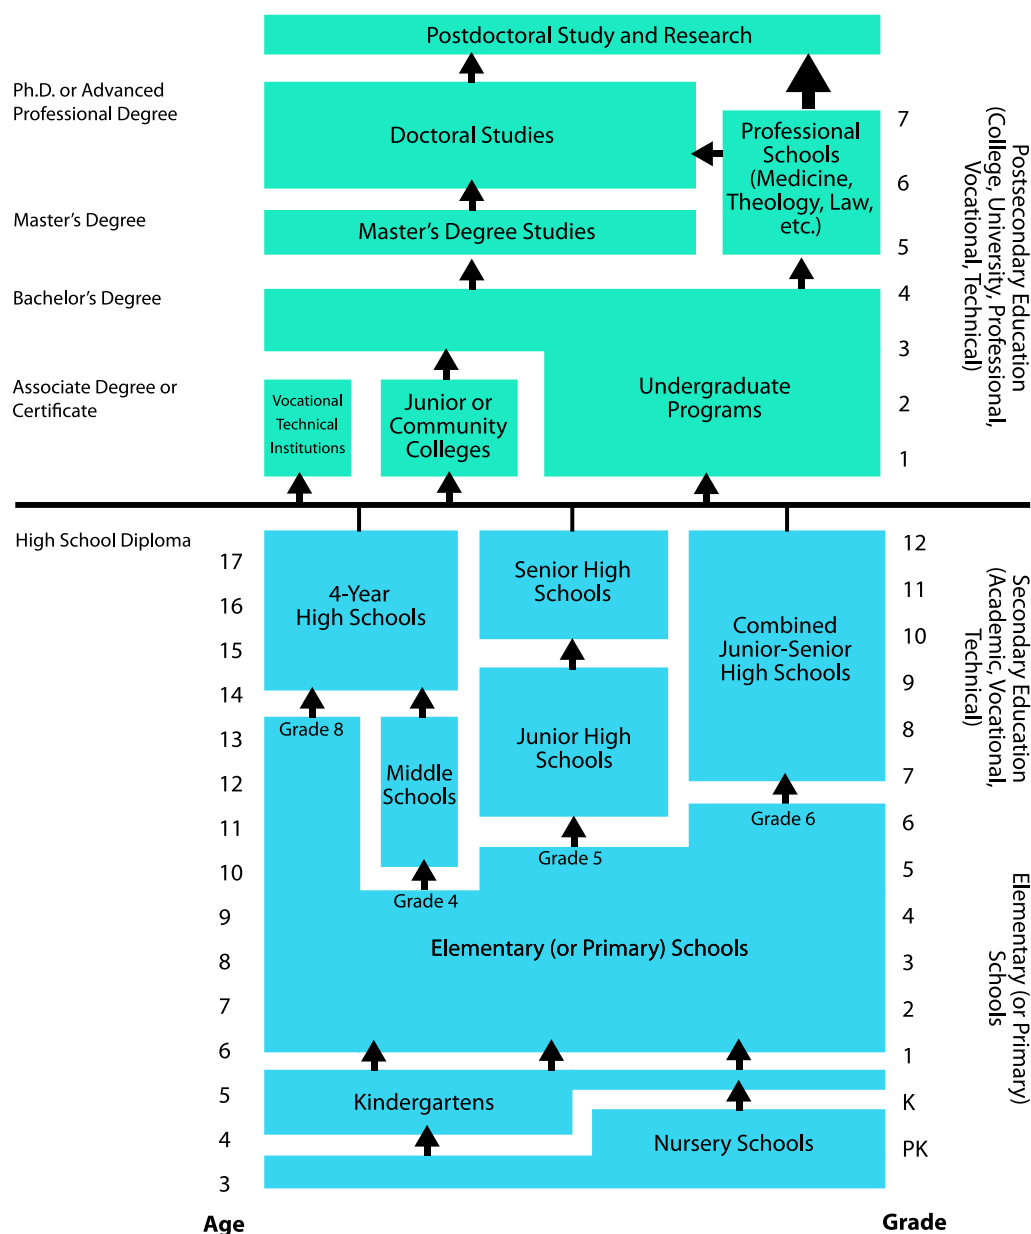 Postdoctoral Study and Research
Ph.D. or Advanced
Professional Degree
Doctoral Studies
Professional
Schools
(Medicine,
Theology, Law,
etc.)
7
6
5
Master's Degree
Master's Degree Studies
Bachelor's Degree
4
3
Associate Degree or
Certificate
Vocational
Technical
Institutions
Junior or
Community
Colleges
Undergraduate
Programs
2
1
Postsecondary Education
(College, University, Professional,
Vocational, Technical)
High School Diploma
17
16
15
14
13
12
11
10
9
8
7
6
5
4
3
Age
4-Year
High Schools
Senior High
Schools
Combined
Junior-Senior
High Schools
Grade 8
Middle
Schools
Junior High
Schools
Grade 6
Grade 5
Grade 4
Elementary (or Primary) Schools
Kindergartens
Nursery Schools
12
11
10
9
8
7
6
5
4
3
2
1
K
PK
Grade
Secondary Education
(Academic, Vocational,
Technical)
Elementary (or Primary)
Schools